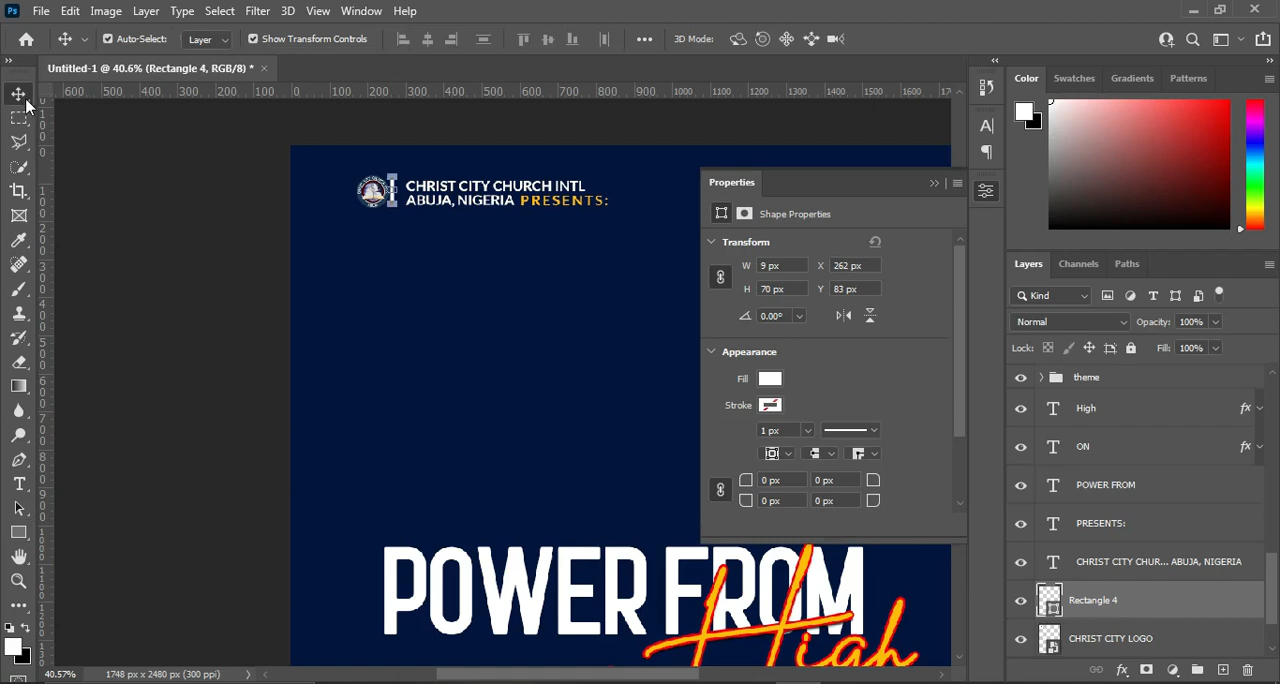 Ps File Edit Image Layer Type Select Filter 3D View Window Help
Auto-Select: Layer Show Transform Controls 3D Mode:
Untitled-1 @ 40.6% (Rectangle 4, RGB/8) *
600 500 400 300 200 100 0 100 200 300 400 500 600 700 800 900 1000 1100 1200 1300 1400 1500 1600
CHRIST CITY CHURCH INTL
ABUJA, NIGERIA PRESENTS:
POWER FROM
High
Properties
Shape Properties
Transform
W 9 px X 262 px
H 70 px Y 83 px
0.00°
Appearance
Fill
Stroke
1 px
0 px 0 px
0 px 0 px
Color Swatches Gradients Patterns
Layers Channels Paths
Kind
Normal Opacity: 100%
Lock: Fill: 100%
theme
High fx
ON fx
POWER FROM
PRESENTS:
CHRIST CITY CHUR... ABUJA, NIGERIA
Rectangle 4
CHRIST CITY LOGO
40.57% 1748 px x 2480 px (300 ppi)